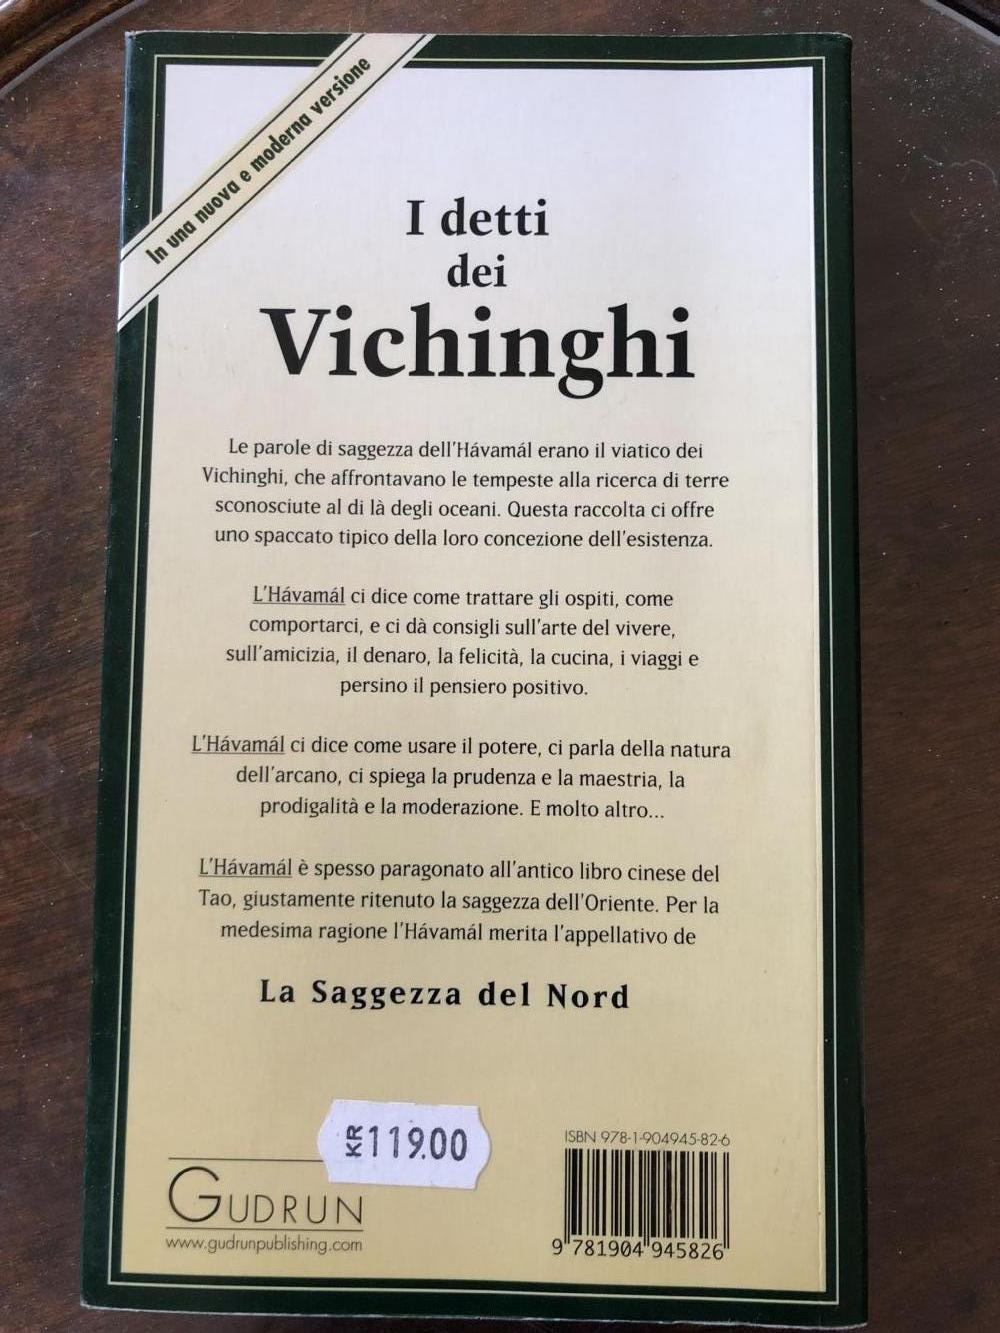 In una nuova e moderna versione
I detti
dei
Vichinghi
Le parole di saggezza dell'Hávamál erano il viatico dei
Vichinghi, che affrontavano le tempeste alla ricerca di terre
sconosciute al di là degli oceani. Questa raccolta ci offre
uno spaccato tipico della loro concezione dell'esistenza.
L'Hávamál ci dice come trattare gli ospiti, come
comportarci, e ci dà consigli sull'arte del vivere,
sull'amicizia, il denaro, la felicità, la cucina, i viaggi e
persino il pensiero positivo.
L'Hávamál ci dice come usare il potere, ci parla della natura
dell'arcano, ci spiega la prudenza e la maestria, la
prodigalità e la moderazione. E molto altro...
L'Hávamál è spesso paragonato all'antico libro cinese del
Tao, giustamente ritenuto la saggezza dell'Oriente. Per la
medesima ragione l'Hávamál merita l'appellativo de
La Saggezza del Nord
KR 119.00
ISBN 978-1-904945-82-6
GUDRUN
www.gudrunpublishing.com
9 781904 945826